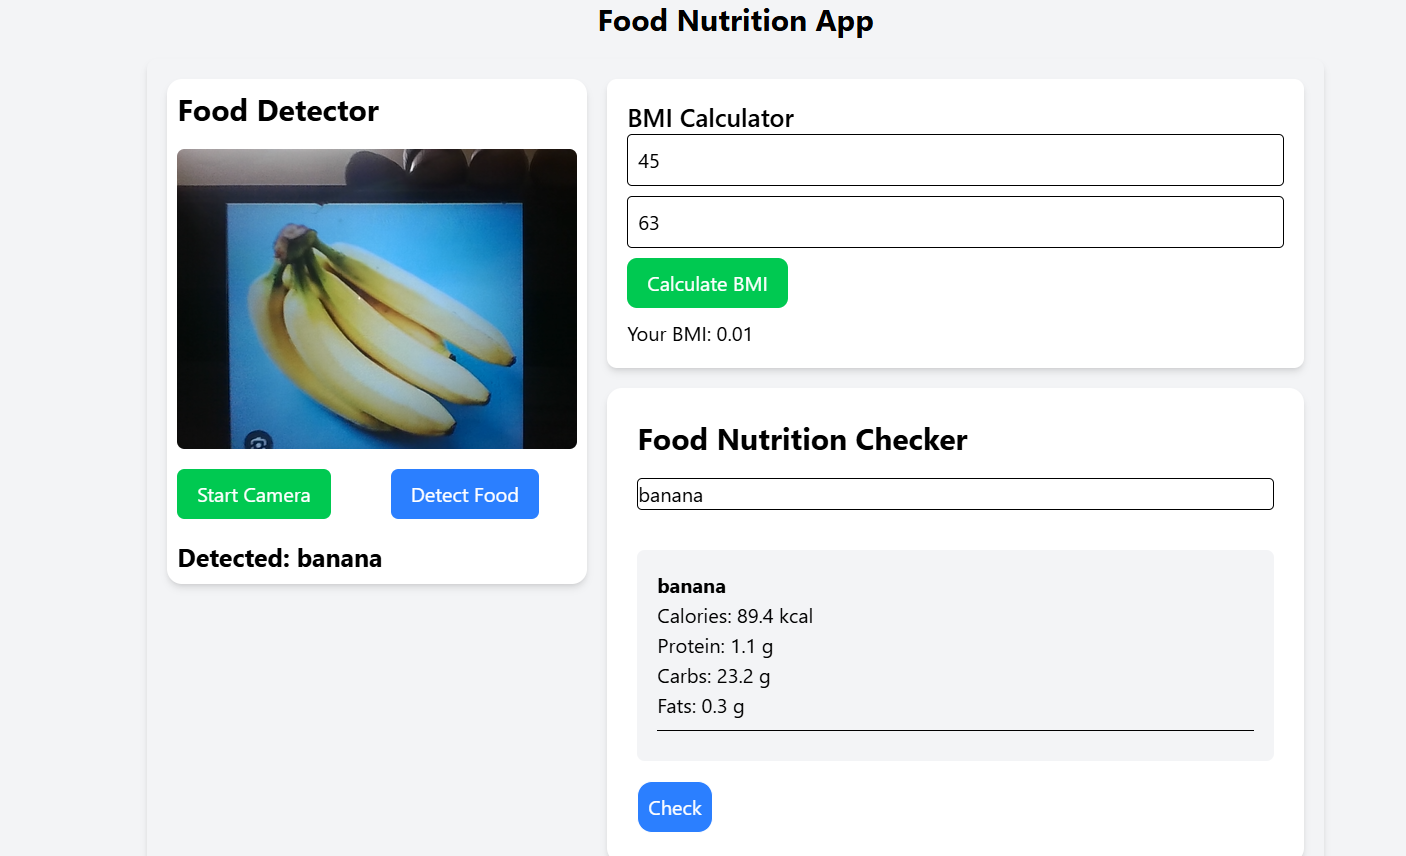 Food Nutrition App
Food Detector
Start Camera
Detect Food
Detected: banana
BMI Calculator
45
63
Calculate BMI
Your BMI: 0.01
Food Nutrition Checker
banana
banana
Calories: 89.4 kcal
Protein: 1.1 g
Carbs: 23.2 g
Fats: 0.3 g
Check